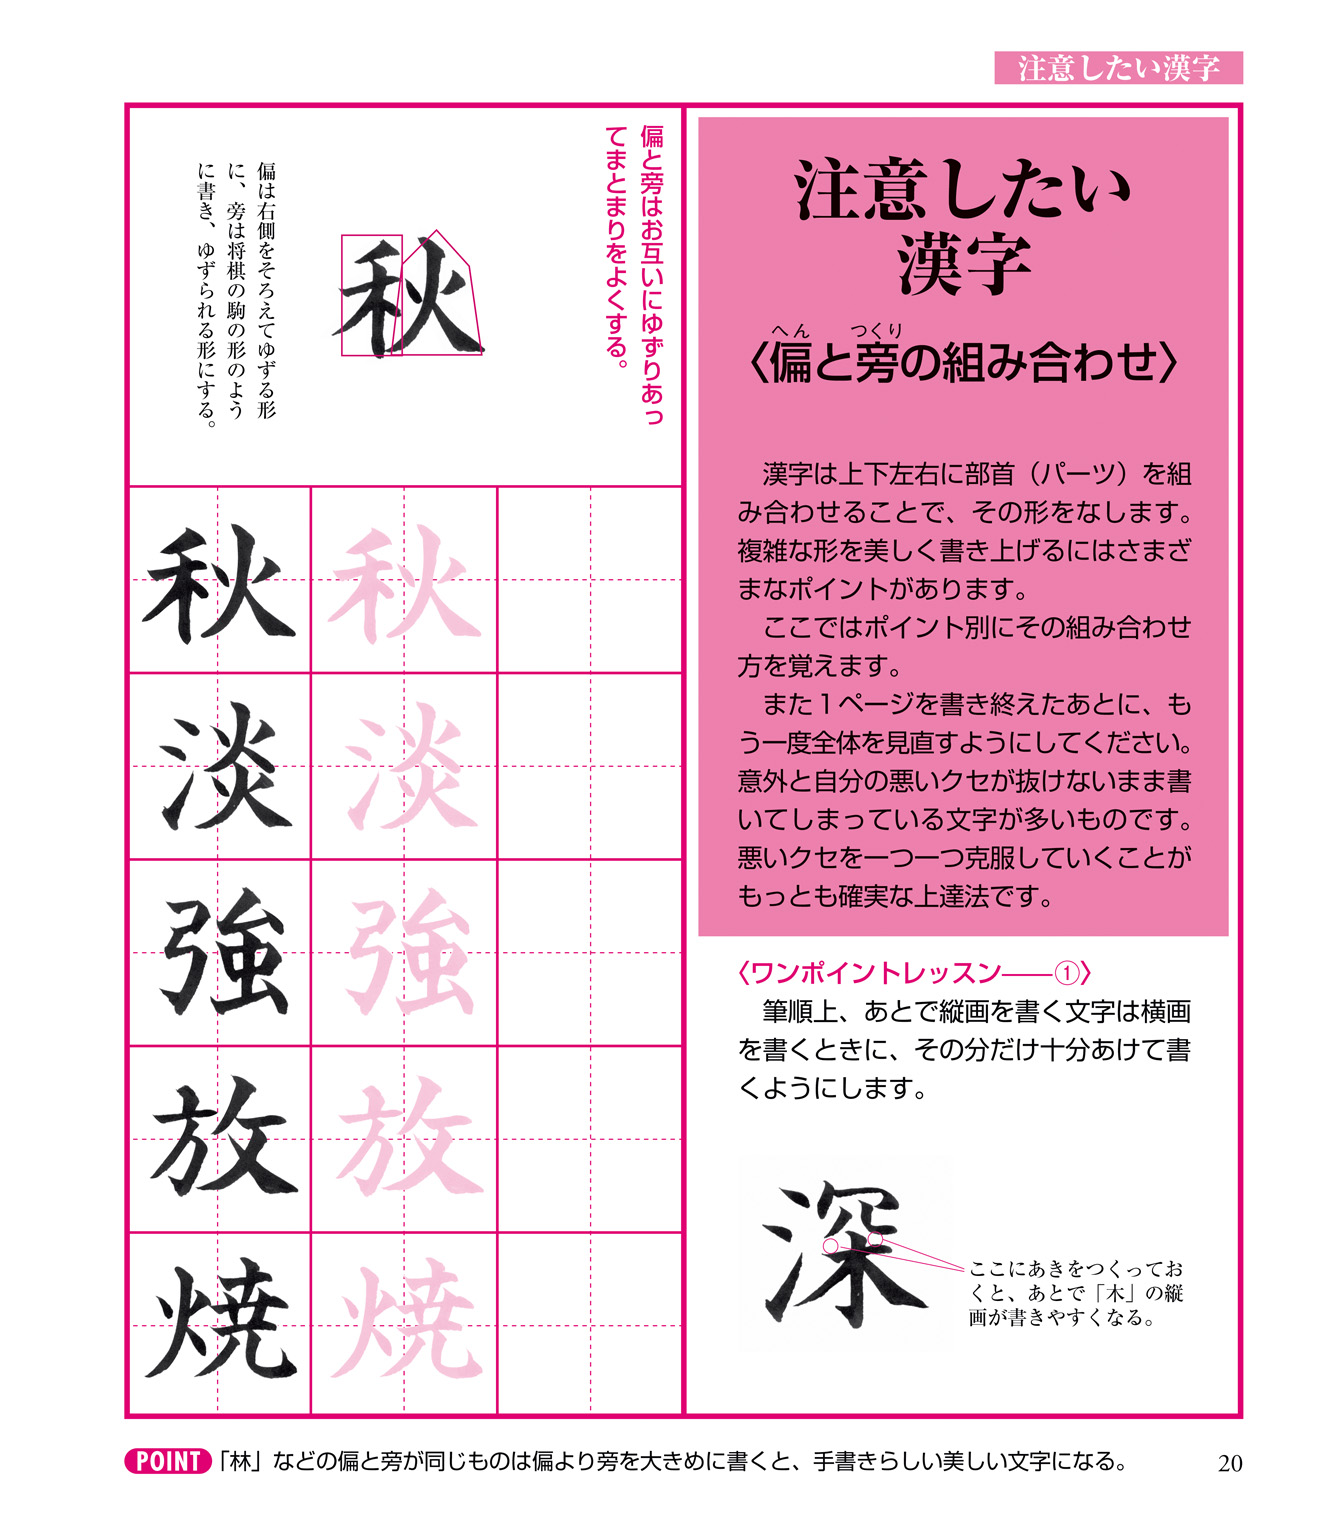 注意したい漢字
注意したい
漢字
へん つくり
〈偏と旁の組み合わせ〉
漢字は上下左右に部首（パーツ）を組
み合わせることで、その形をなします。
複雑な形を美しく書き上げるにはさまざ
まなポイントがあります。
ここではポイント別にその組み合わせ
方を覚えます。
また１ページを書き終えたあとに、も
う一度全体を見直すようにしてください。
意外と自分の悪いクセが抜けないまま書
いてしまっている文字が多いものです。
悪いクセを一つ一つ克服していくことが
もっとも確実な上達法です。
〈ワンポイントレッスン――①〉
筆順上、あとで縦画を書く文字は横画
を書くときに、その分だけ十分あけて書
くようにします。
深
ここにあきをつくってお
くと、あとで「木」の縦
画が書きやすくなる。
偏と旁はお互いにゆずりあっ
てまとまりをよくする。
秋
偏は右側をそろえてゆずる形
に、旁は将棋の駒の形のよう
に書き、ゆずられる形にする。
秋 秋
淡 淡
強 強
放 放
焼 焼
POINT 「林」などの偏と旁が同じものは偏より旁を大きめに書くと、手書きらしい美しい文字になる。
20